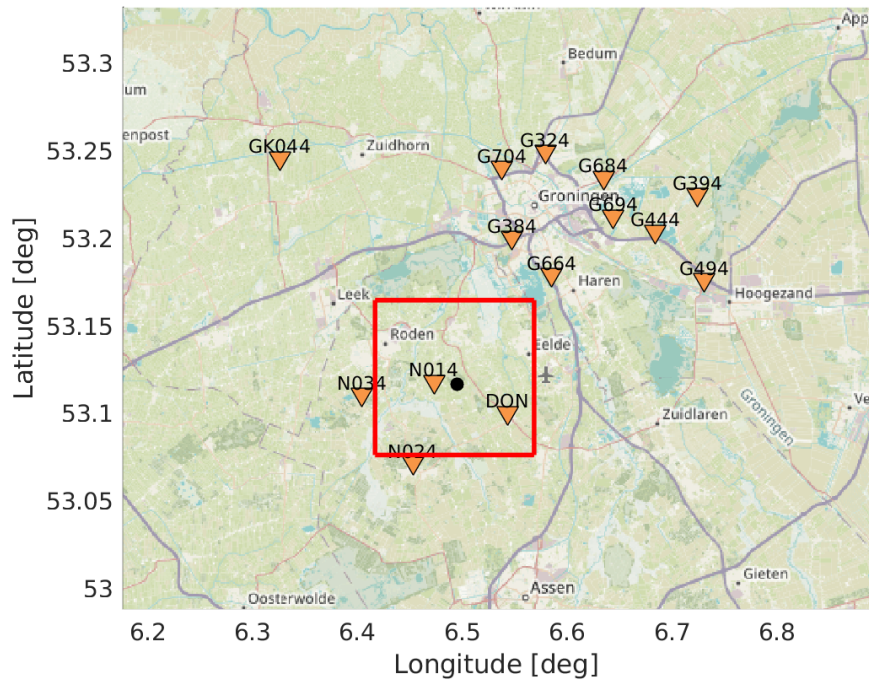 Bedum
App
53.3
um
enpost
GK044
Zuidhorn
G704
G324
G684
G394
53.25
Groningen
G694
G444
G384
53.2
G664
Haren
G494
Hoogezand
Leek
53.15
Roden
Eelde
N034
N014
DON
53.1
Zuidlaren
Groningen
Ve
N024
53.05
53
Assen
Gieten
Oosterwolde
6.2
6.3
6.4
6.5
6.6
6.7
6.8
Longitude [deg]
Latitude [deg]